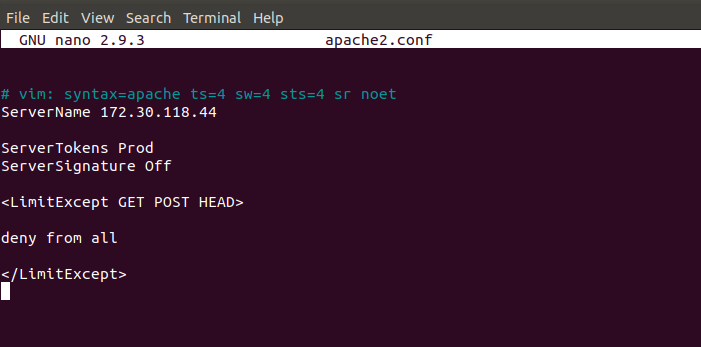 File Edit View Search Terminal Help
GNU nano 2.9.3 apache2.conf
# vim: syntax=apache ts=4 sw=4 sts=4 sr noet
ServerName 172.30.118.44
ServerTokens Prod
ServerSignature Off
<LimitExcept GET POST HEAD>
deny from all
</LimitExcept>